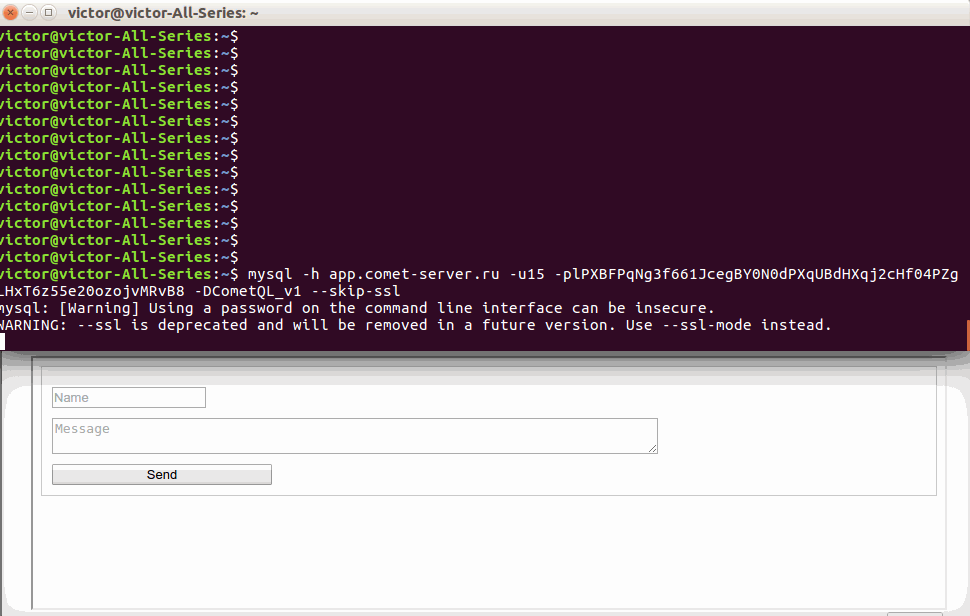 victor@victor-All-Series: ~
victor@victor-All-Series:~$
victor@victor-All-Series:~$
victor@victor-All-Series:~$
victor@victor-All-Series:~$
victor@victor-All-Series:~$
victor@victor-All-Series:~$
victor@victor-All-Series:~$
victor@victor-All-Series:~$
victor@victor-All-Series:~$
victor@victor-All-Series:~$
victor@victor-All-Series:~$
victor@victor-All-Series:~$
victor@victor-All-Series:~$
victor@victor-All-Series:~$
victor@victor-All-Series:~$ mysql -h app.comet-server.ru -u15 -plPXBFPqNg3f661JcegBY0N0dPXqUBdHXqj2cHf04PZg
LHxT6z55e20ozojvMRvB8 -DCometQL_v1 --skip-ssl
mysql: [Warning] Using a password on the command line interface can be insecure.
WARNING: --ssl is deprecated and will be removed in a future version. Use --ssl-mode instead.
Name
Message
Send